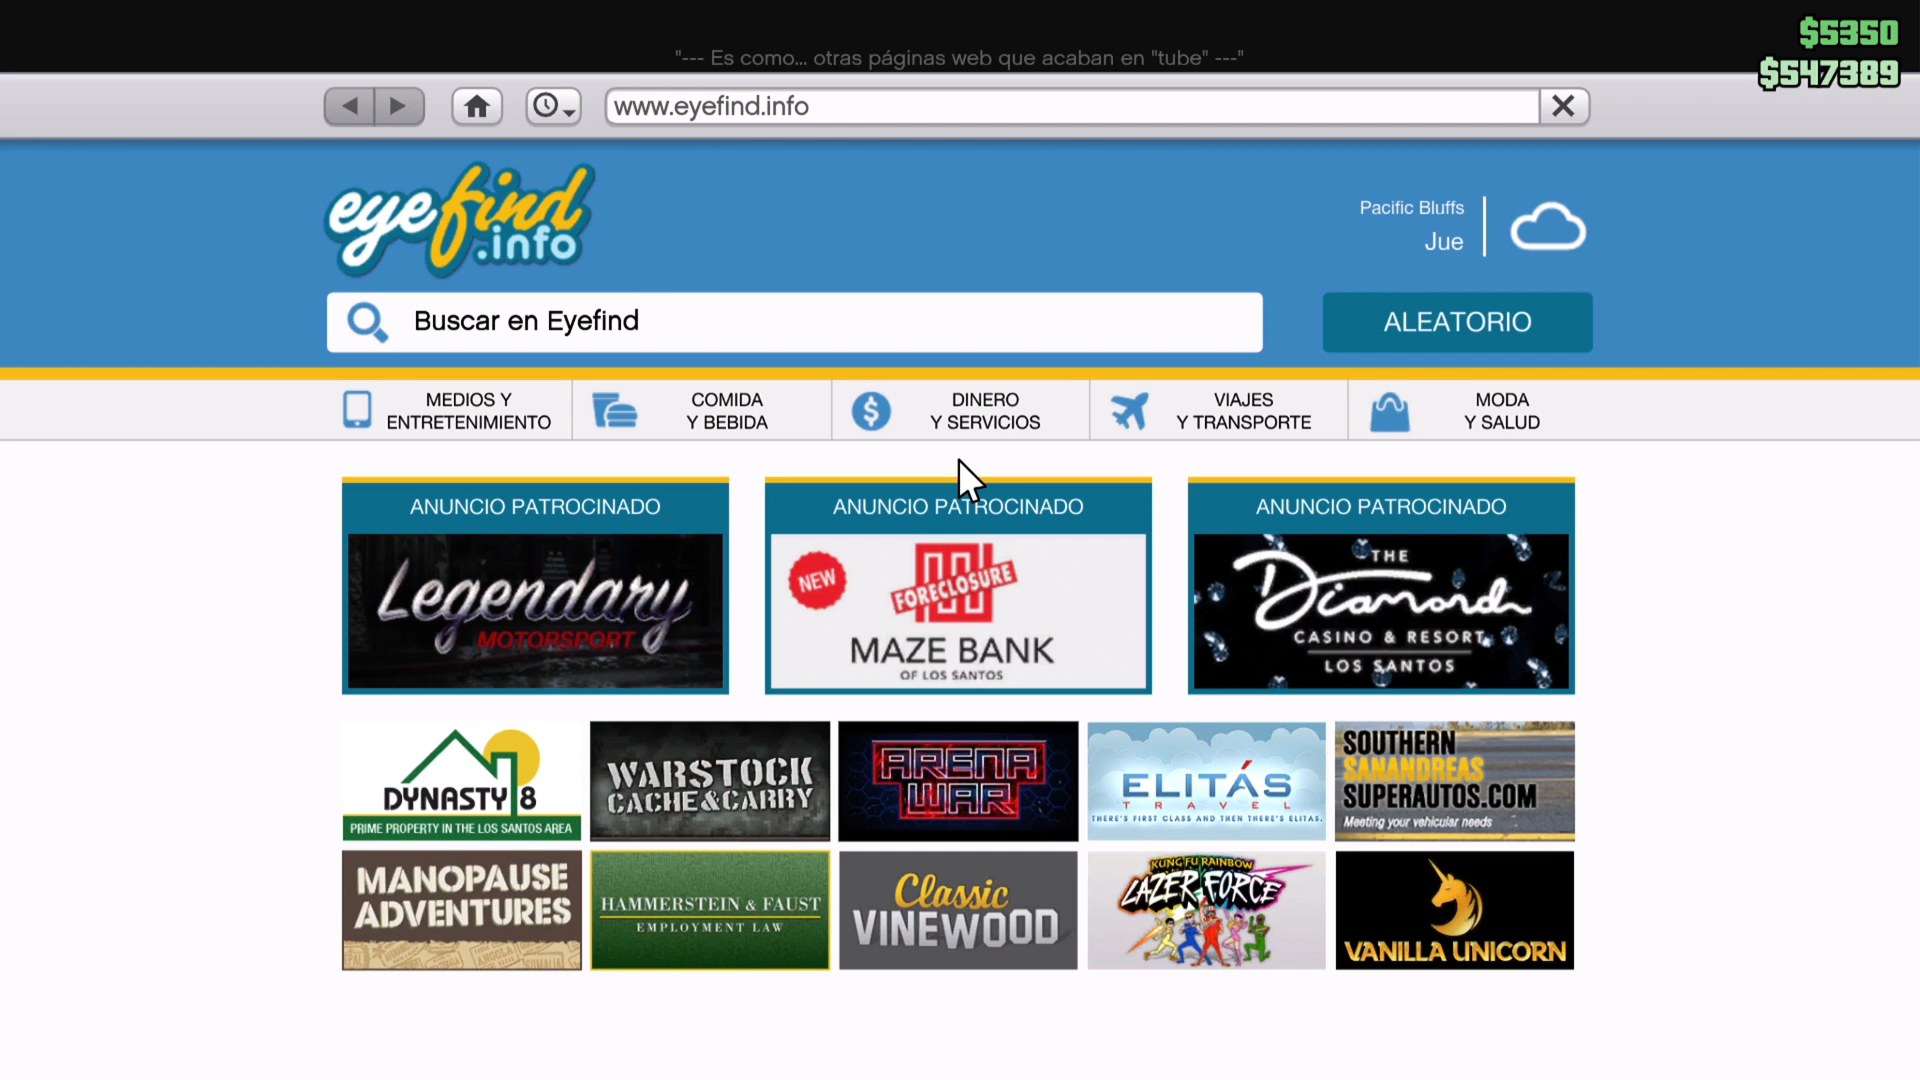 "--- Es como... otras páginas web que acaban en "tube" ---"
$5350
$547389
www.eyefind.info
eyefind
.info
Pacific Bluffs
Jue
Buscar en Eyefind
ALEATORIO
MEDIOS Y
ENTRETENIMIENTO
COMIDA
Y BEBIDA
DINERO
Y SERVICIOS
VIAJES
Y TRANSPORTE
MODA
Y SALUD
ANUNCIO PATROCINADO
Legendary
MOTORSPORT
ANUNCIO PATROCINADO
NEW
FORECLOSURE
MAZE BANK
OF LOS SANTOS
ANUNCIO PATROCINADO
THE
Diamond
CASINO & RESORT
LOS SANTOS
DYNASTY 8
PRIME PROPERTY IN THE LOS SANTOS AREA
WARSTOCK
CACHE&CARRY
ARENA
WAR
ELITÁS
TRAVEL
THERE'S FIRST CLASS AND THEN THERE'S ELITAS.
SOUTHERN
SANANDREAS
SUPERAUTOS.COM
Meeting your vehicular needs
MANOPAUSE
ADVENTURES
HAMMERSTEIN & FAUST
EMPLOYMENT LAW
Classic
VINEWOOD
KUNG FU RAINBOW
LAZER FORCE
VANILLA UNICORN